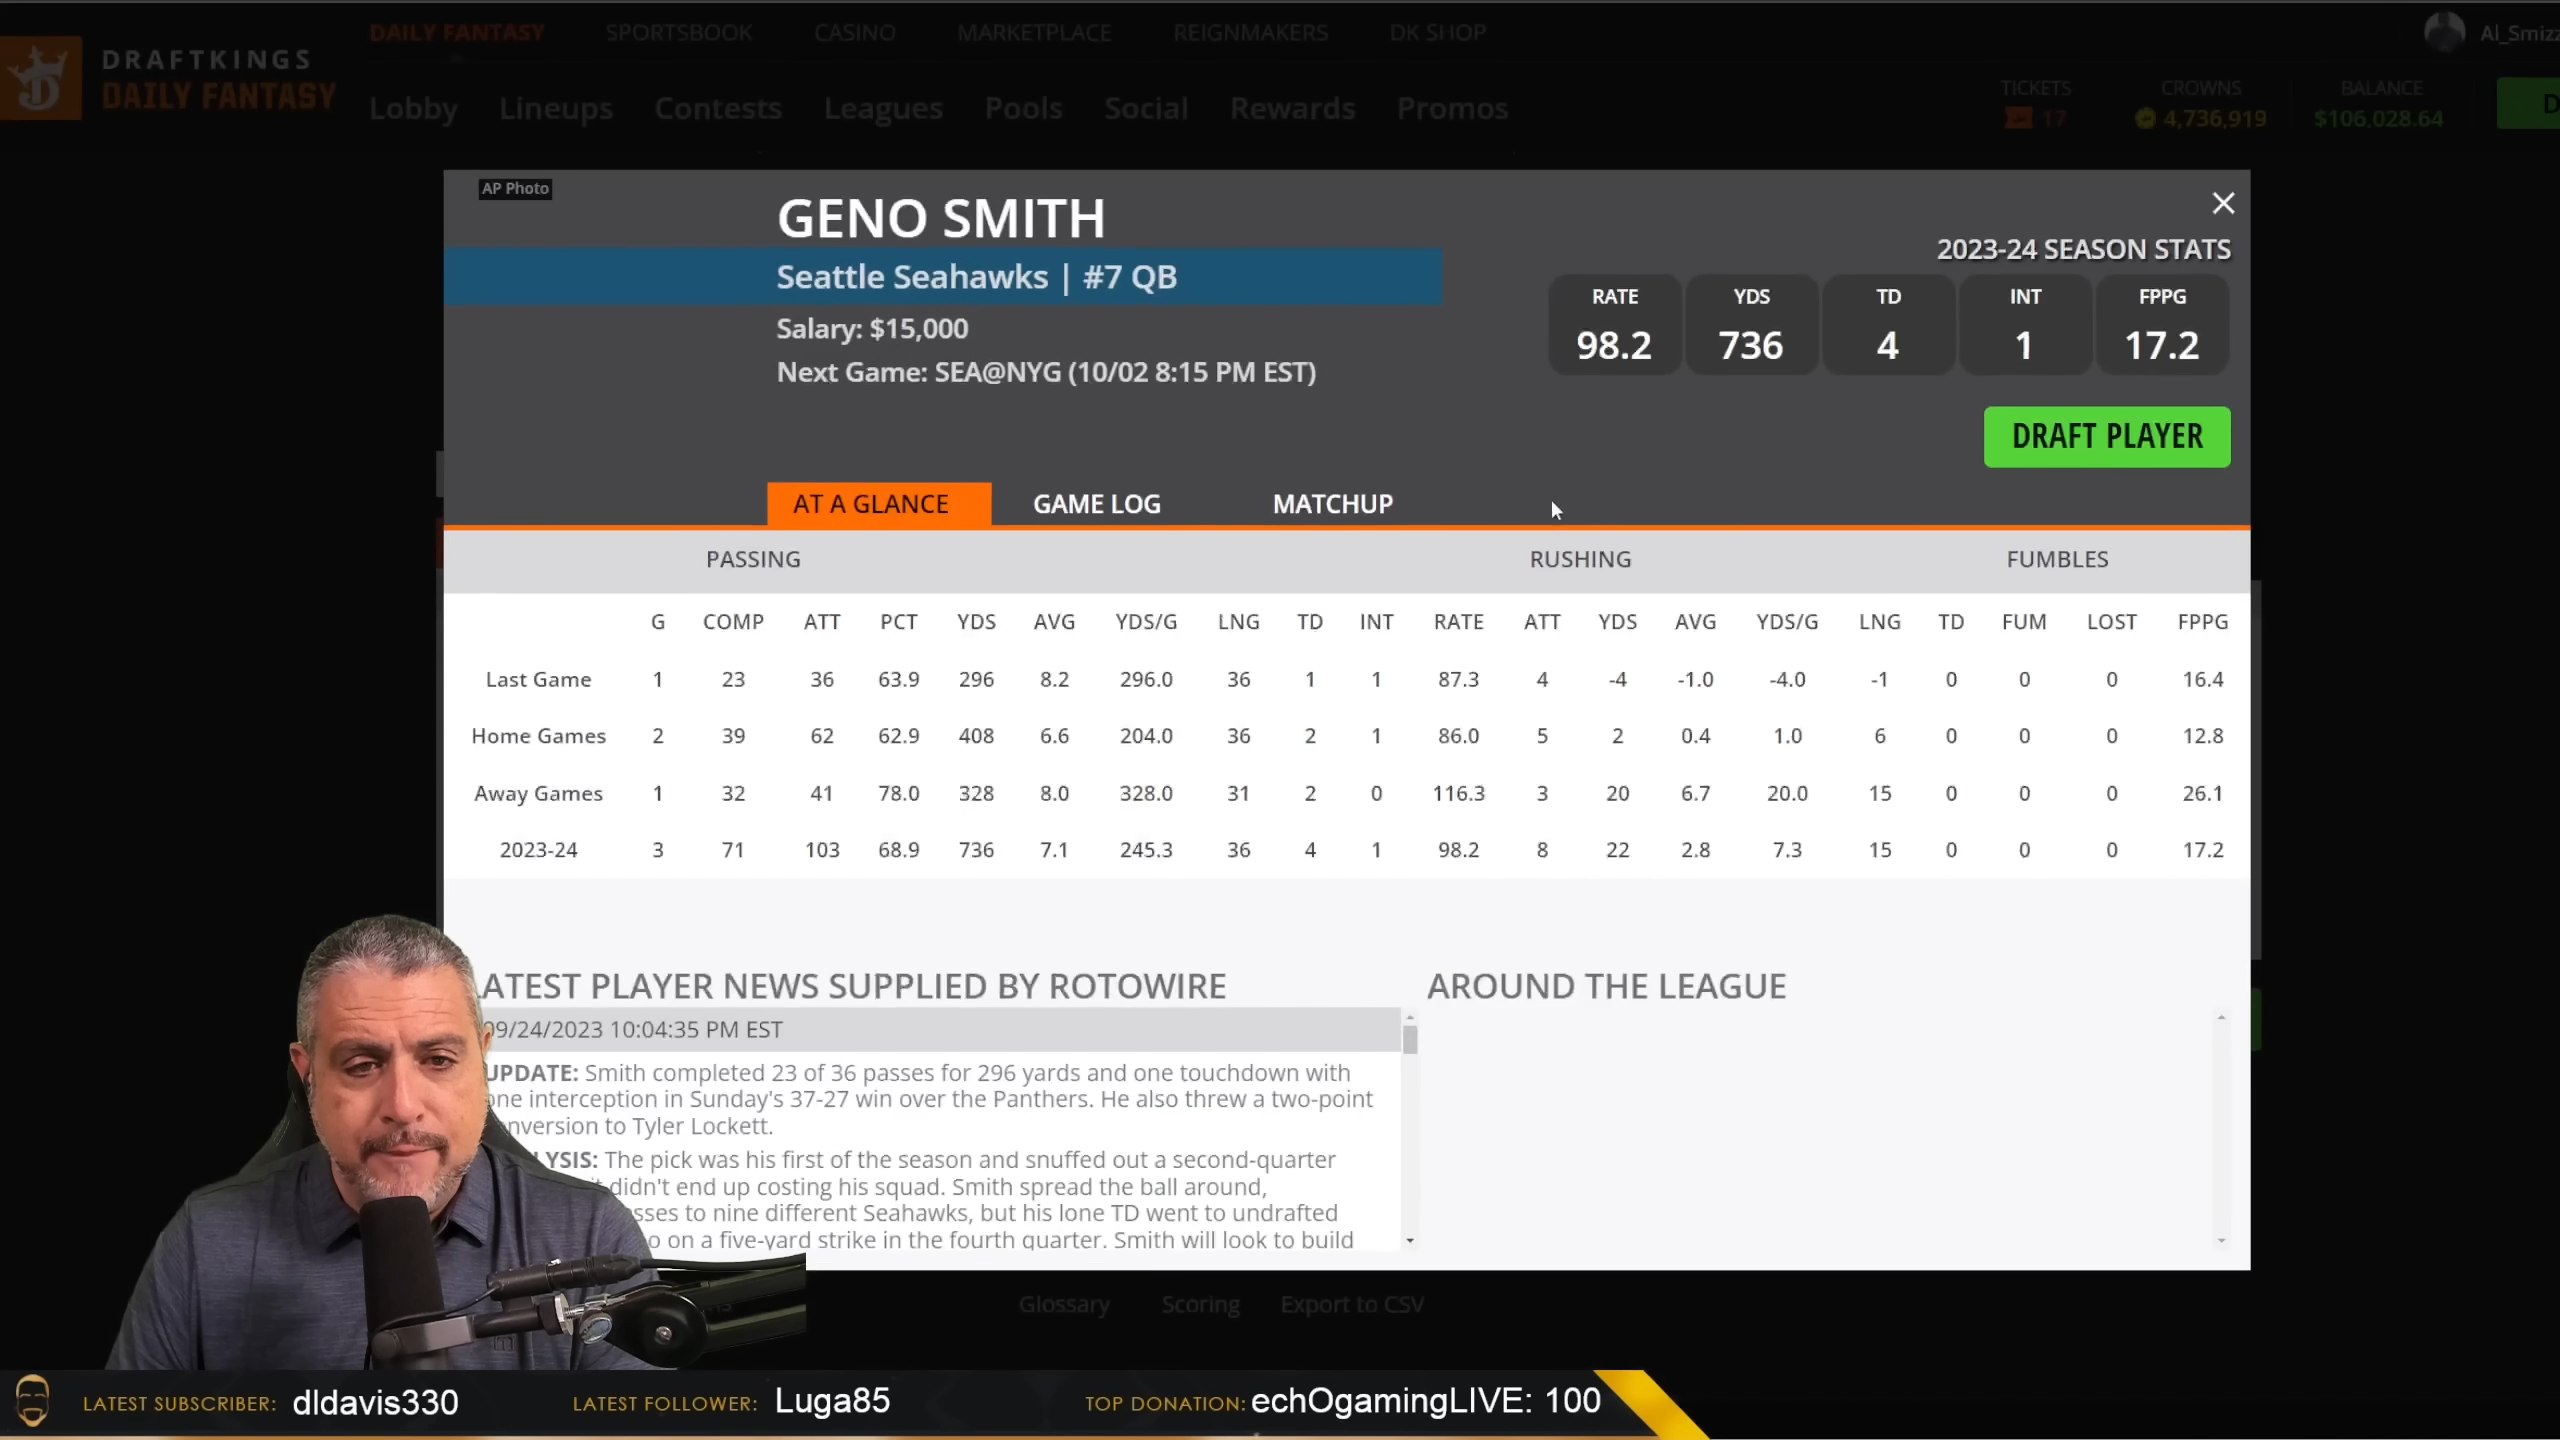 DAILY FANTASY SPORTSBOOK CASINO MARKETPLACE REIGNMAKERS DK SHOP
Al_Smizz
DRAFTKINGS
DAILY FANTASY
Lobby Lineups Contests Leagues Pools Social Rewards Promos
TICKETS CROWNS BALANCE
17 4,736,919 $106,028.64
D
AP Photo
GENO SMITH
Seattle Seahawks | #7 QB
Salary: $15,000
Next Game: SEA@NYG (10/02 8:15 PM EST)
2023-24 SEASON STATS
RATE YDS TD INT FPPG
98.2 736 4 1 17.2
DRAFT PLAYER
AT A GLANCE GAME LOG MATCHUP
PASSING RUSHING FUMBLES
G COMP ATT PCT YDS AVG YDS/G LNG TD INT RATE ATT YDS AVG YDS/G LNG TD FUM LOST FPPG
Last Game 1 23 36 63.9 296 8.2 296.0 36 1 1 87.3 4 -4 -1.0 -4.0 -1 0 0 0 16.4
Home Games 2 39 62 62.9 408 6.6 204.0 36 2 1 86.0 5 2 0.4 1.0 6 0 0 0 12.8
Away Games 1 32 41 78.0 328 8.0 328.0 31 2 0 116.3 3 20 6.7 20.0 15 0 0 0 26.1
2023-24 3 71 103 68.9 736 7.1 245.3 36 4 1 98.2 8 22 2.8 7.3 15 0 0 0 17.2
ATEST PLAYER NEWS SUPPLIED BY ROTOWIRE
09/24/2023 10:04:35 PM EST
UPDATE: Smith completed 23 of 36 passes for 296 yards and one touchdown with
one interception in Sunday's 37-27 win over the Panthers. He also threw a two-point
nversion to Tyler Lockett.
LYSIS: The pick was his first of the season and snuffed out a second-quarter
didn't end up costing his squad. Smith spread the ball around,
sses to nine different Seahawks, but his lone TD went to undrafted
o on a five-yard strike in the fourth quarter. Smith will look to build
AROUND THE LEAGUE
Glossary Scoring Export to CSV
LATEST SUBSCRIBER: dldavis330 LATEST FOLLOWER: Luga85 TOP DONATION: echOgamingLIVE: 100